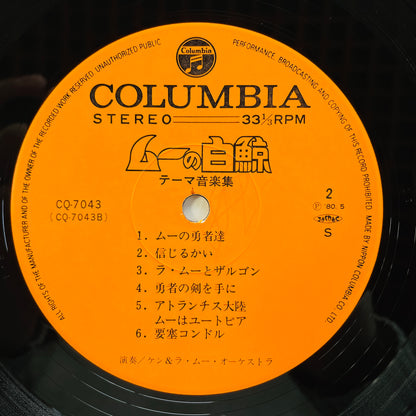 ALL RIGHTS OF THE MANUFACTURER AND OF THE OWNER OF THE RECORDED WORK RESERVED. UNAUTHORIZED PUBLIC PERFORMANCE, BROADCASTING AND COPYING OF THIS RECORD PROHIBITED.
MADE BY NIPPON COLUMBIA CO., LTD.
Columbia
COLUMBIA
STEREO 33⅓RPM
ムーの白鯨
テーマ音楽集
CQ-7043
(CQ-7043B)
2
Ⓟ '80. 5
S
1. ムーの勇者達
2. 信じるかい
3. ラ・ムーとザルゴン
4. 勇者の剣を手に
5. アトランチス大陸
ムーはユートピア
6. 要塞コンドル
演奏／ケン&ラ・ムー・オーケストラ